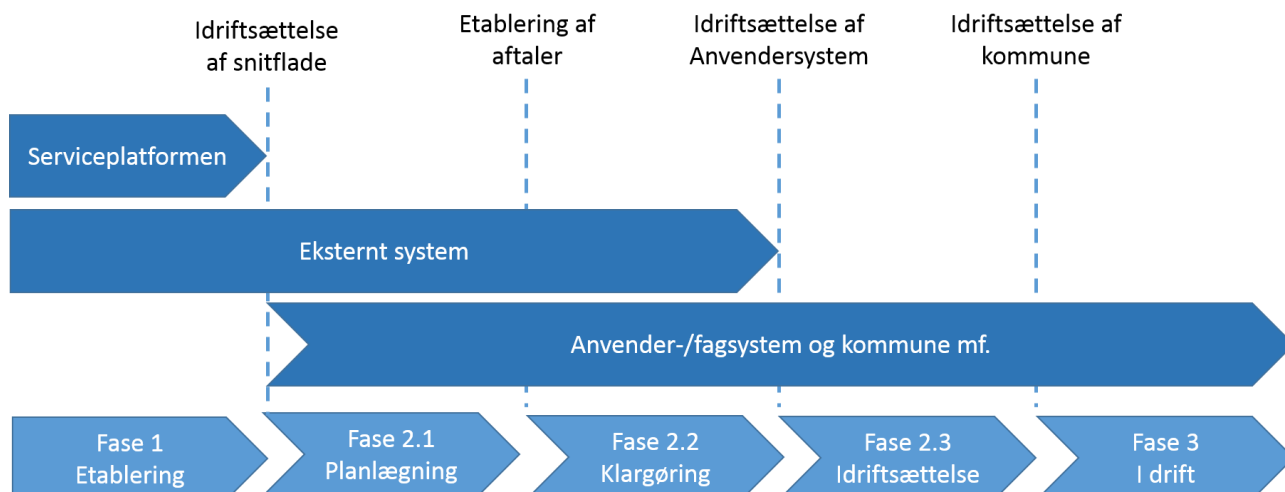 Idriftsættelse
af snitflade
Etablering af
aftaler
Idriftsættelse af
Anvendersystem
Idriftsættelse af
kommune
Serviceplatformen
Eksternt system
Anvender-/fagsystem og kommune mf.
Fase 1
Etablering
Fase 2.1
Planlægning
Fase 2.2
Klargøring
Fase 2.3
Idriftsættelse
Fase 3
I drift